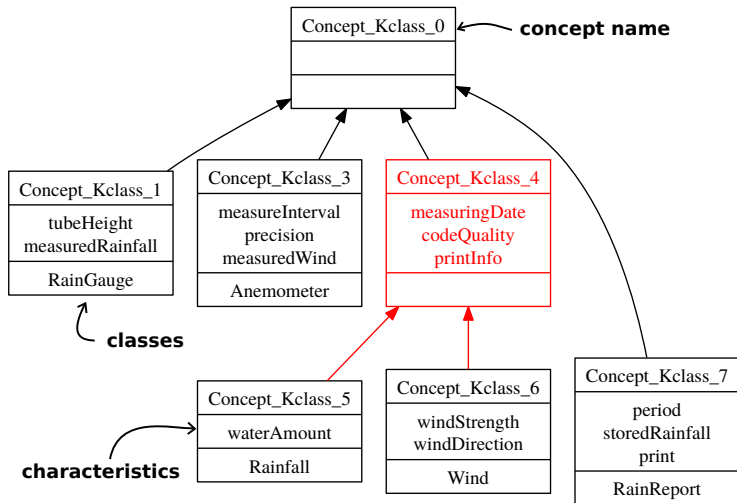 Concept_Kclass_0
concept name
Concept_Kclass_1
tubeHeight
measuredRainfall
RainGauge
classes
Concept_Kclass_3
measureInterval
precision
measuredWind
Anemometer
Concept_Kclass_4
measuringDate
codeQuality
printInfo
Concept_Kclass_5
waterAmount
Rainfall
characteristics
Concept_Kclass_6
windStrength
windDirection
Wind
Concept_Kclass_7
period
storedRainfall
print
RainReport